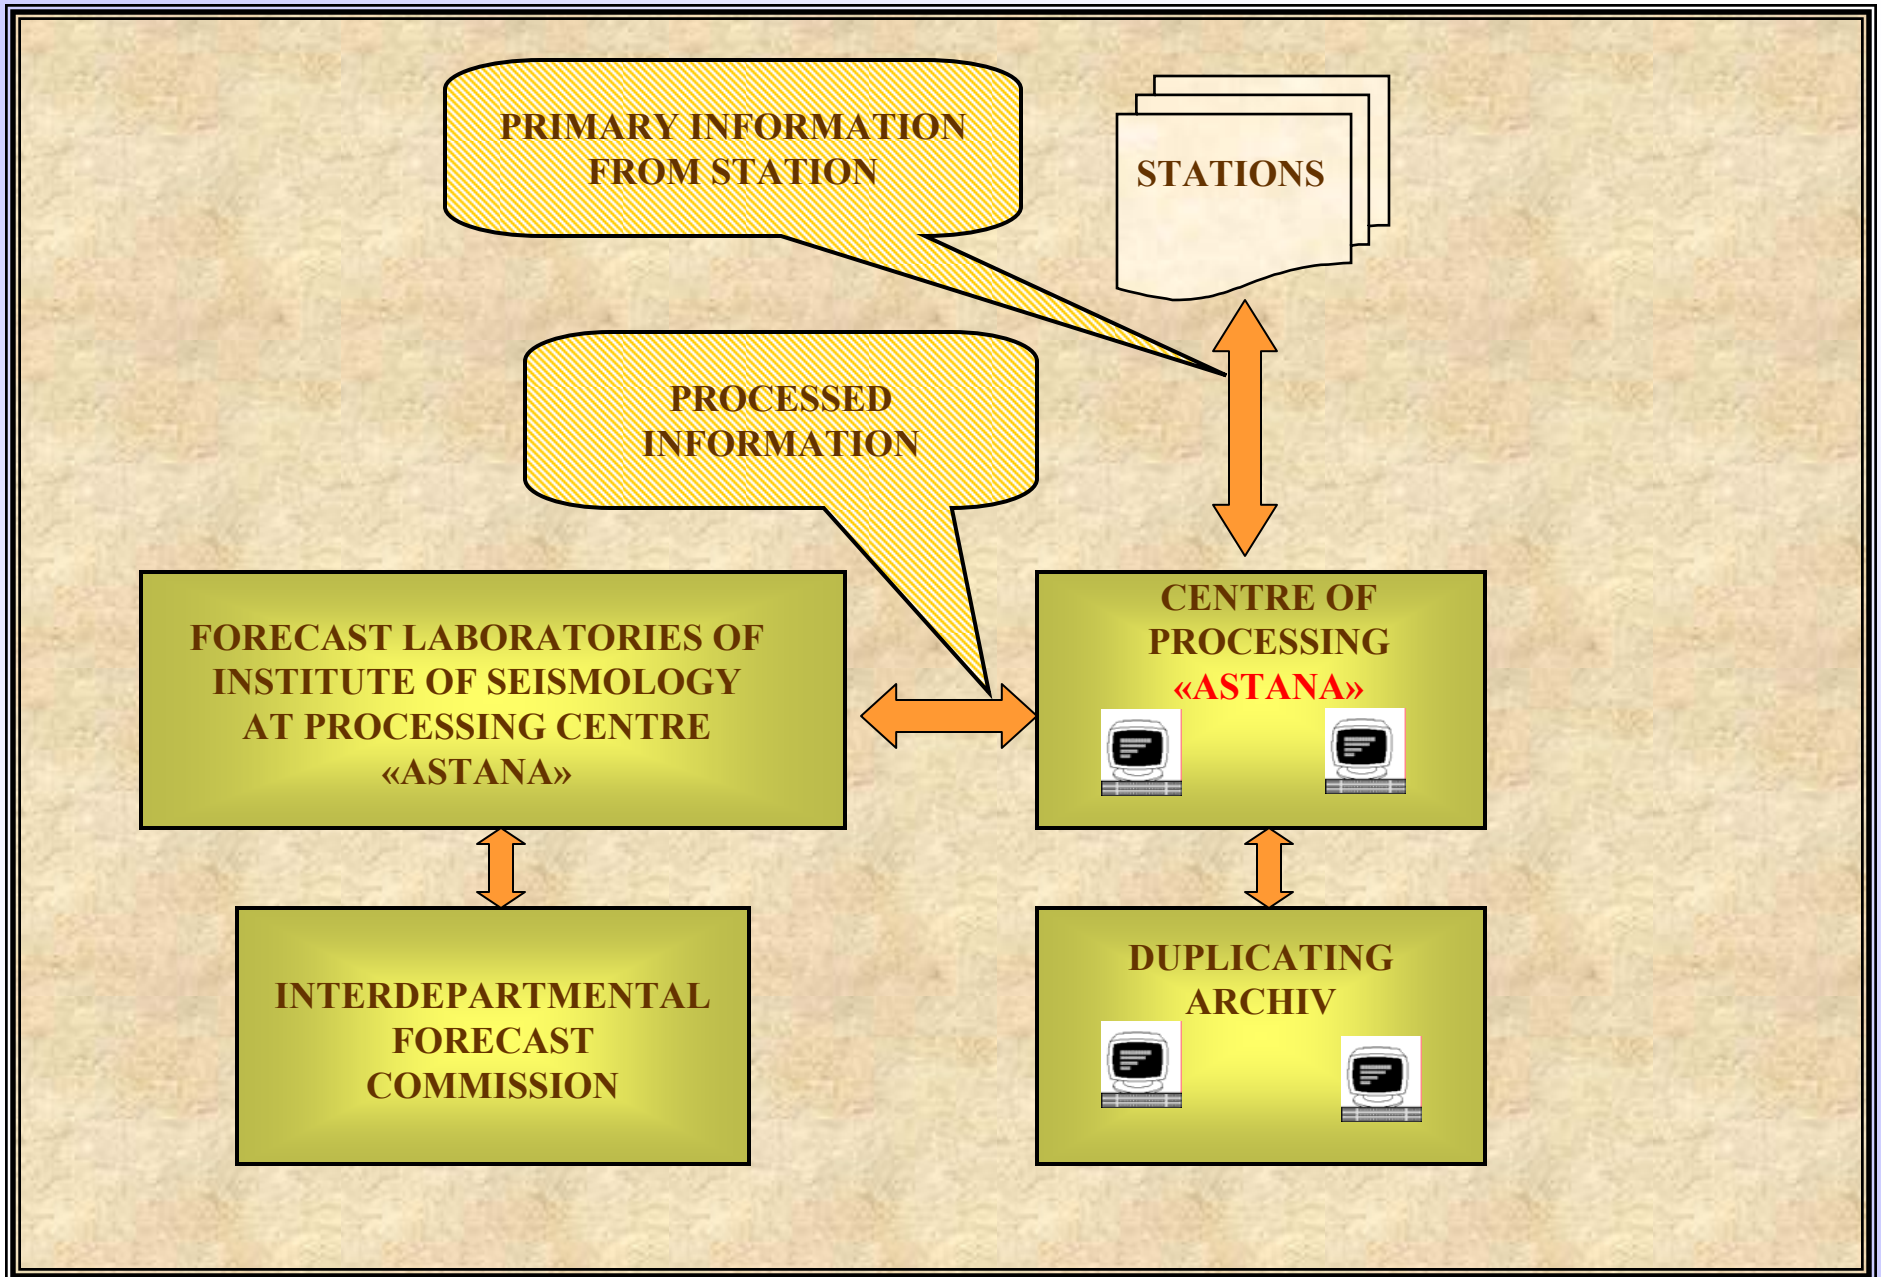 PRIMARY INFORMATION
FROM STATION
STATIONS
PROCESSED
INFORMATION
FORECAST LABORATORIES OF
INSTITUTE OF SEISMOLOGY
AT PROCESSING CENTRE
«ASTANA»
CENTRE OF
PROCESSING
«ASTANA»
INTERDEPARTMENTAL
FORECAST
COMMISSION
DUPLICATING
ARCHIV